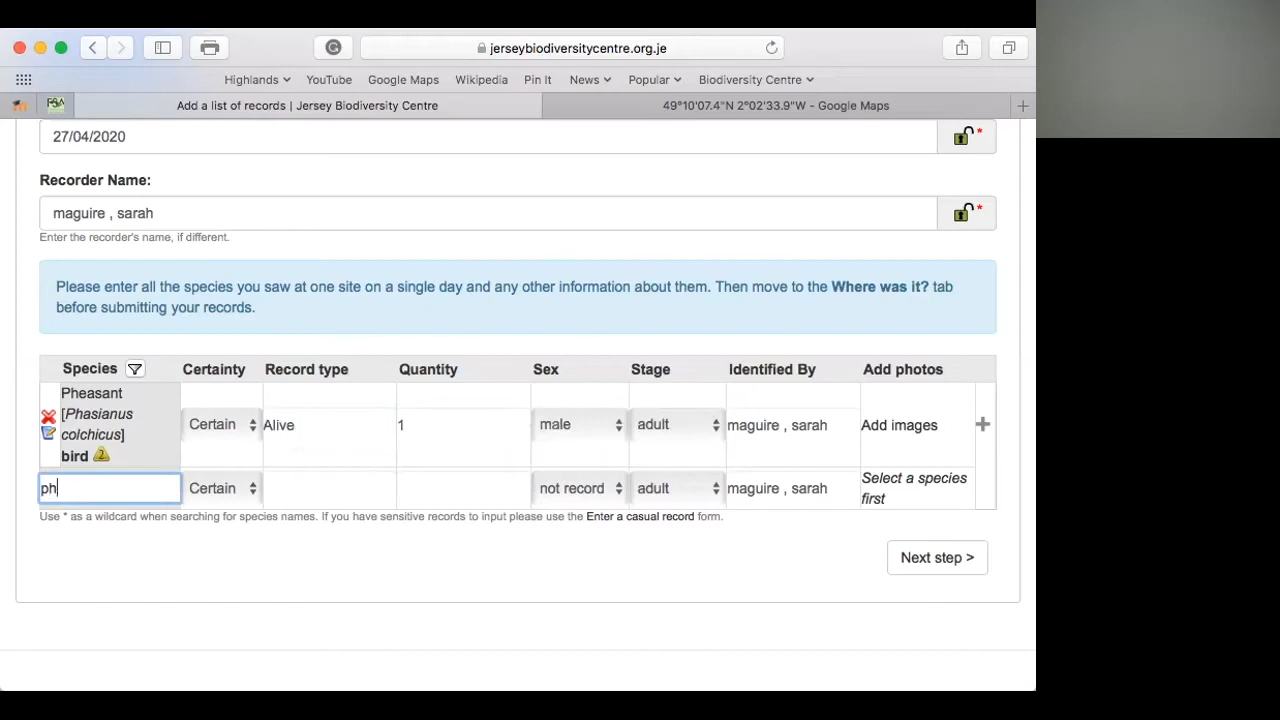 jerseybiodiversitycentre.org.je
Highlands YouTube Google Maps Wikipedia Pin It News Popular Biodiversity Centre
Add a list of records | Jersey Biodiversity Centre 49°10'07.4"N 2°02'33.9"W - Google Maps
27/04/2020 *
Recorder Name:
maguire , sarah *
Enter the recorder's name, if different.
Please enter all the species you saw at one site on a single day and any other information about them. Then move to the Where was it? tab
before submitting your records.
Species Certainty Record type Quantity Sex Stage Identified By Add photos
Pheasant
[Phasianus
colchicus]
bird 2
Certain Alive 1 male adult maguire , sarah Add images +
ph Certain not record adult maguire , sarah Select a species
first
Use * as a wildcard when searching for species names. If you have sensitive records to input please use the Enter a casual record form.
Next step >